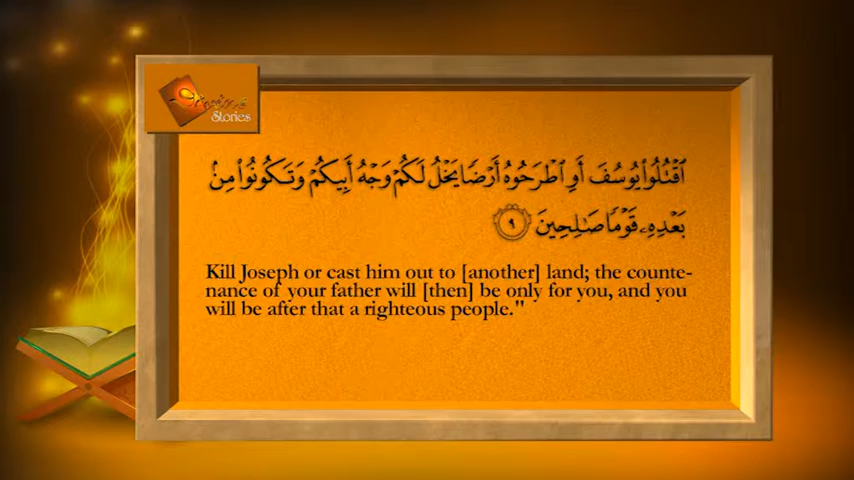 Stories
ٱقْتُلُوا۟ يُوسُفَ أَوِ ٱطْرَحُوهُ أَرْضًا يَخْلُ لَكُمْ وَجْهُ أَبِيكُمْ وَتَكُونُوا۟ مِنۢ
بَعْدِهِۦ قَوْمًا صَٰلِحِينَ ٩
Kill Joseph or cast him out to [another] land; the counte-
nance of your father will [then] be only for you, and you
will be after that a righteous people."